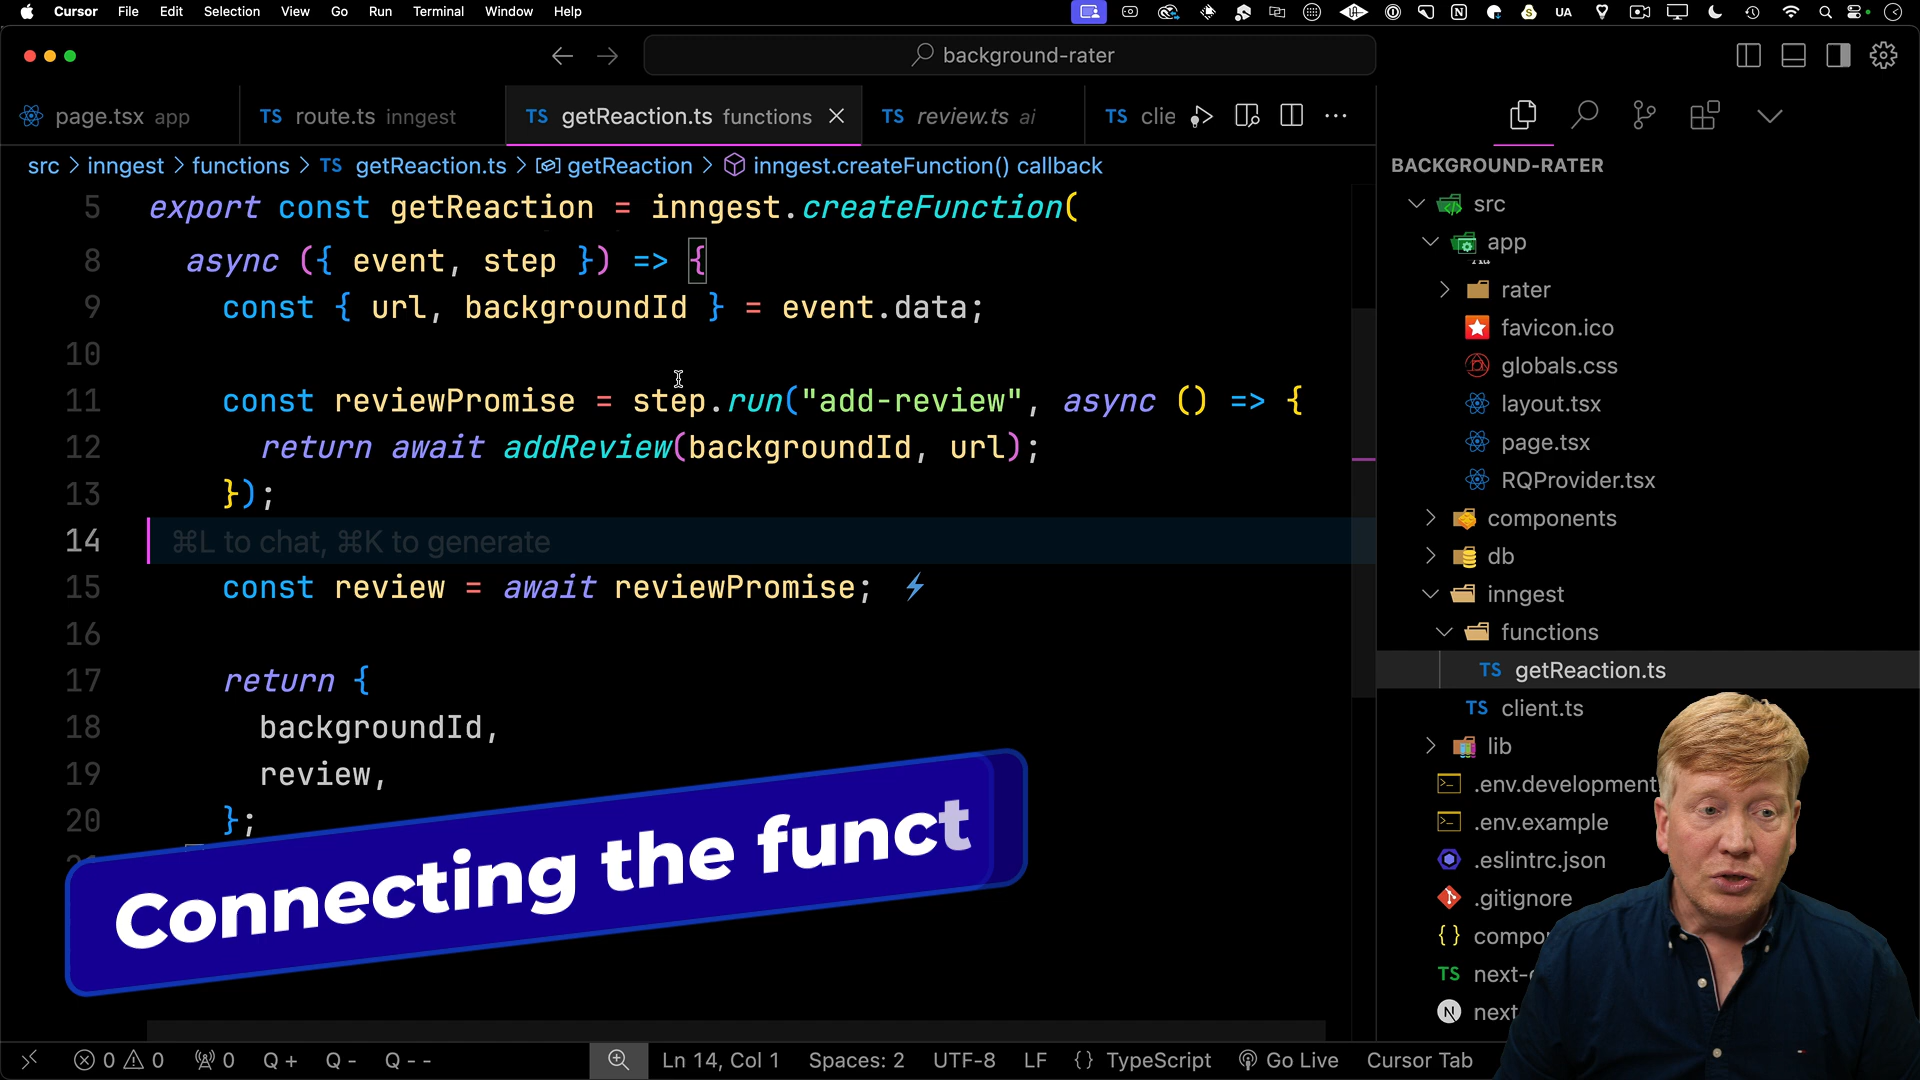 Cursor File Edit Selection View Go Run Terminal Window Help UA
background-rater
page.tsx app TS route.ts inngest TS getReaction.ts functions TS review.ts ai TS clie
src > inngest > functions > TS getReaction.ts > getReaction > inngest.createFunction() callback
5 export const getReaction = inngest.createFunction(
8 async ({ event, step }) => {
9 const { url, backgroundId } = event.data;
10
11 const reviewPromise = step.run("add-review", async () => {
12 return await addReview(backgroundId, url);
13 });
14 ⌘L to chat, ⌘K to generate
15 const review = await reviewPromise; ⚡
16
17 return {
18 backgroundId,
19 review,
20 };
Connecting the funct
BACKGROUND-RATER
src
app
rater
favicon.ico
globals.css
layout.tsx
page.tsx
RQProvider.tsx
components
db
inngest
functions
TS getReaction.ts
TS client.ts
lib
.env.development
.env.example
.eslintrc.json
.gitignore
{ } compo
TS next-
N next
0 0 0 Q + Q - Q -- Ln 14, Col 1 Spaces: 2 UTF-8 LF { } TypeScript Go Live Cursor Tab